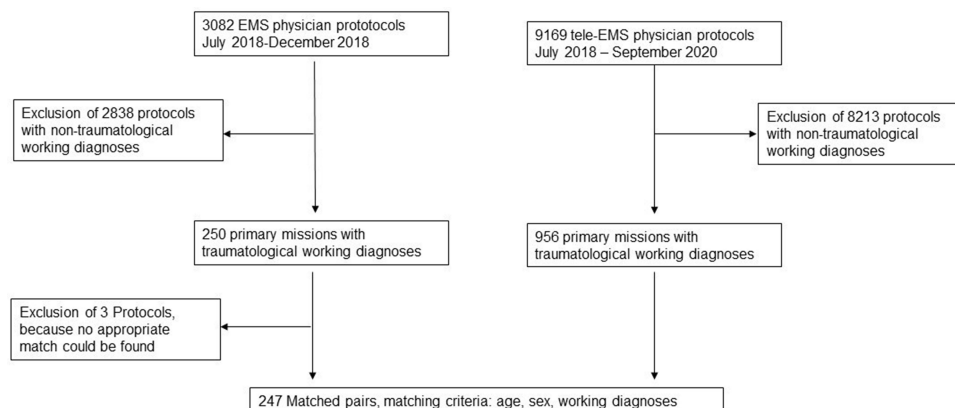 3082 EMS physician prototocols
July 2018-December 2018
9169 tele-EMS physician protocols
July 2018 – September 2020
Exclusion of 2838 protocols
with non-traumatological
working diagnoses
Exclusion of 8213 protocols
with non-traumatological
working diagnoses
250 primary missions with
traumatological working diagnoses
956 primary missions with
traumatological working diagnoses
Exclusion of 3 Protocols,
because no appropriate
match could be found
247 Matched pairs, matching criteria: age, sex, working diagnoses